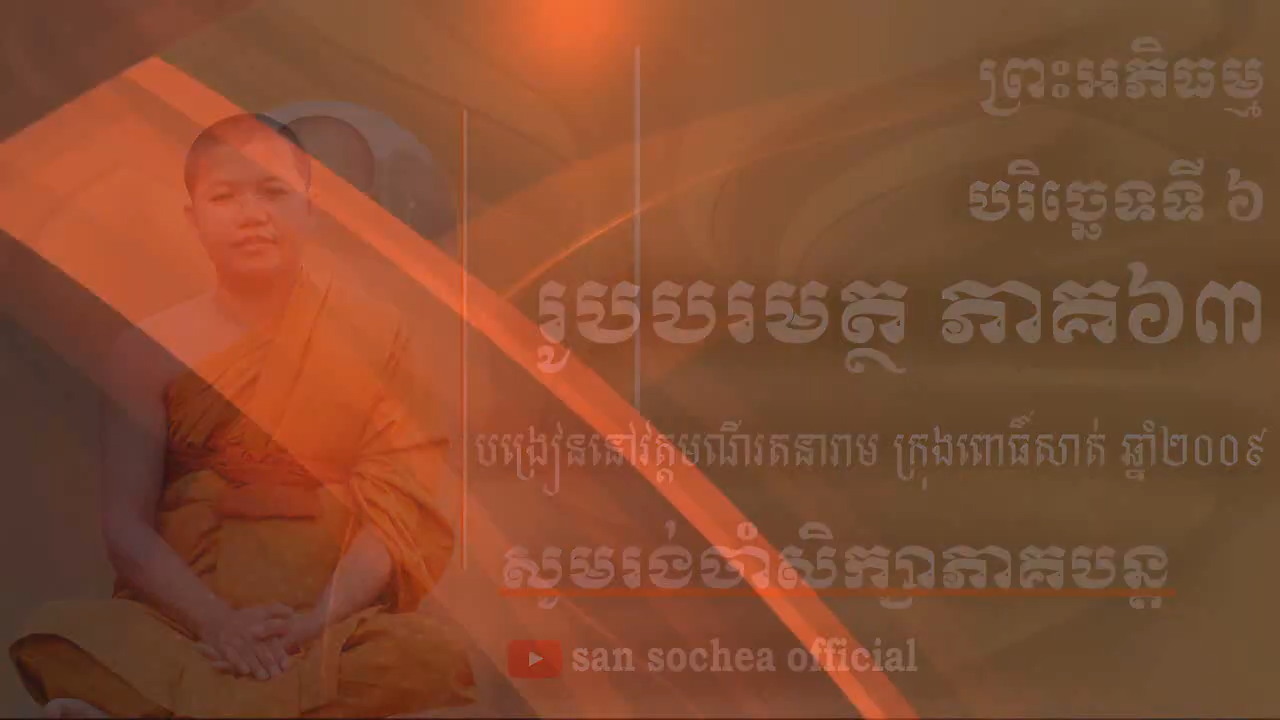 ព្រះអភិធម្ម
បរិច្ឆេទទី ៦
រូបបរមត្ថ ភាគ៦៣
បង្រៀននៅវត្តមណីរតនារាម ក្រុងពោធិ៍សាត់ ឆ្នាំ២០០៩
សូមរង់ចាំសិក្សាភាគបន្ត
san sochea official